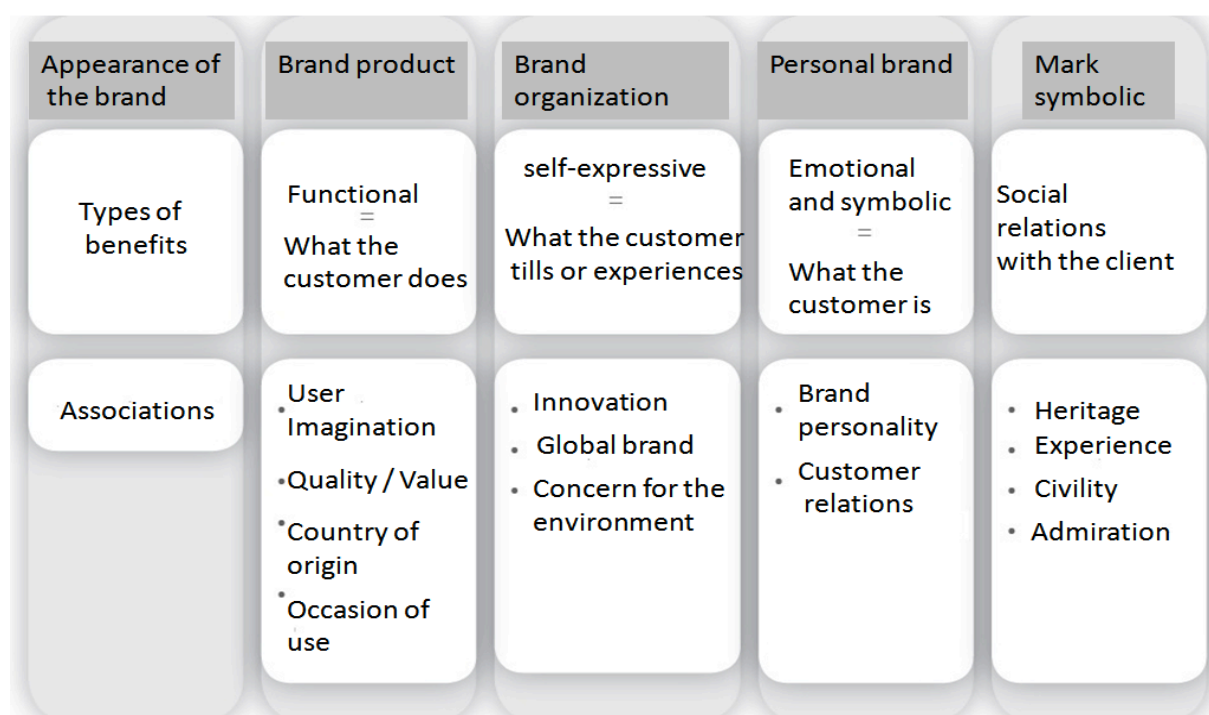 Appearance of
the brand
Brand product
Brand
organization
Personal brand
Mark
symbolic
Types of
benefits
Functional
=
What the
customer does
self-expressive
=
What the customer
tills or experiences
Emotional
and symbolic
=
What the
customer is
Social
relations
with the client
Associations
• User
Imagination
• Quality / Value
• Country of
origin
• Occasion of
use
• Innovation
• Global brand
• Concern for the
environment
• Brand
personality
• Customer
relations
• Heritage
• Experience
• Civility
• Admiration